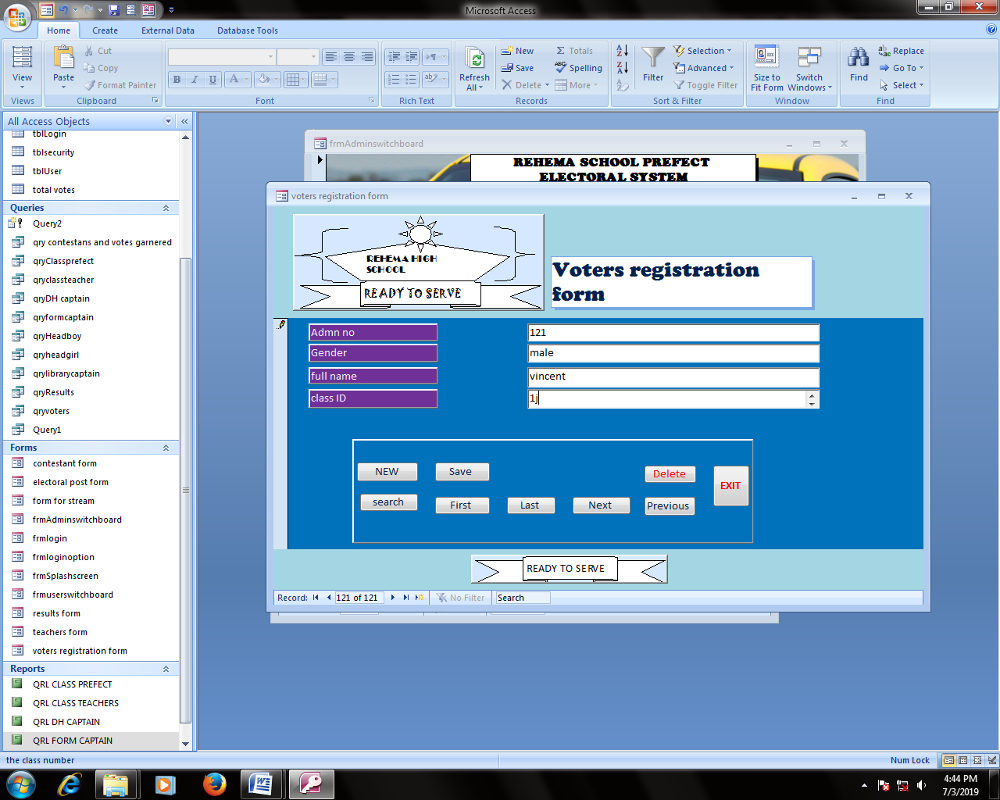 Microsoft Access
Home Create External Data Database Tools
View
Views
Paste
Cut
Copy
Format Painter
Clipboard
B I U A
Font
Rich Text
Refresh All
New
Save
Delete
Σ Totals
Spelling
More
Records
Filter
Selection
Advanced
Toggle Filter
Sort & Filter
Size to Fit Form
Switch Windows
Window
Find
Replace
Go To
Select
Find
All Access Objects
tblLogin
tblsecurity
tblUser
total votes
Queries
Query2
qry contestans and votes garnered
qryClassprefect
qryclassteacher
qryDH captain
qryformcaptain
qryHeadboy
qryheadgirl
qrylibrarycaptain
qryResults
qryvoters
Query1
Forms
contestant form
electoral post form
form for stream
frmAdminswitchboard
frmlogin
frmloginoption
frmSplashscreen
frmuserswitchboard
results form
teachers form
voters registration form
Reports
QRL CLASS PREFECT
QRL CLASS TEACHERS
QRL DH CAPTAIN
QRL FORM CAPTAIN
frmAdminswitchboard
REHEMA SCHOOL PREFECT
ELECTORAL SYSTEM
voters registration form
REHEMA HIGH
SCHOOL
READY TO SERVE
Voters registration
form
Admn no 121
Gender male
full name vincent
class ID 1j
NEW Save Delete EXIT
search First Last Next Previous
READY TO SERVE
Record: 121 of 121 No Filter Search
the class number
Num Lock
4:44 PM
7/3/2019